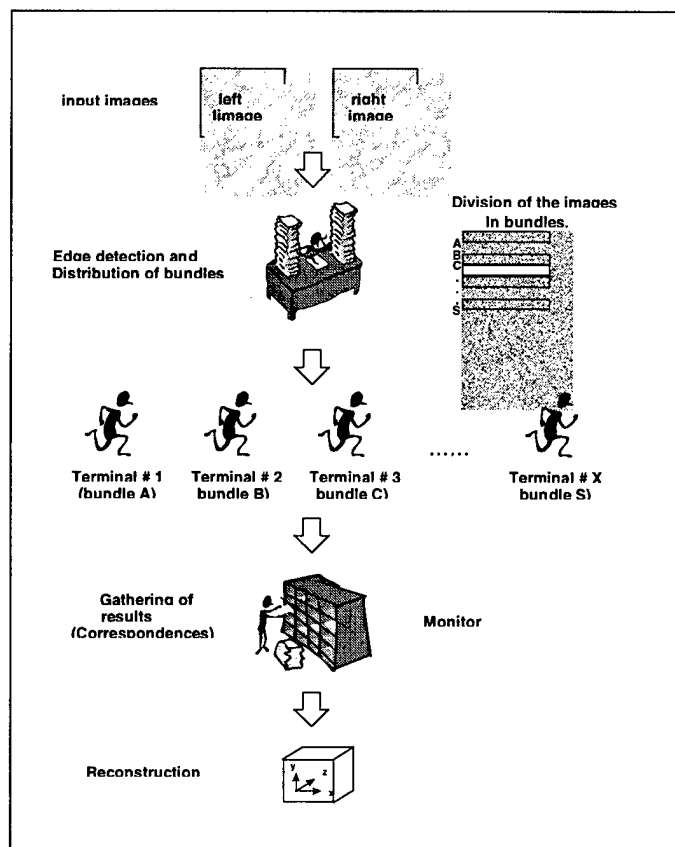 input images
left
limage
right
image
Division of the images
In bundles.
A
B
C
.
.
S
Edge detection and
Distribution of bundles
Terminal # 1
(bundle A)
Terminal # 2
bundle B)
Terminal # 3
bundle C)
......
Terminal # X
bundle S)
Gathering of
results
(Correspondences)
Monitor
Reconstruction
y
z
x